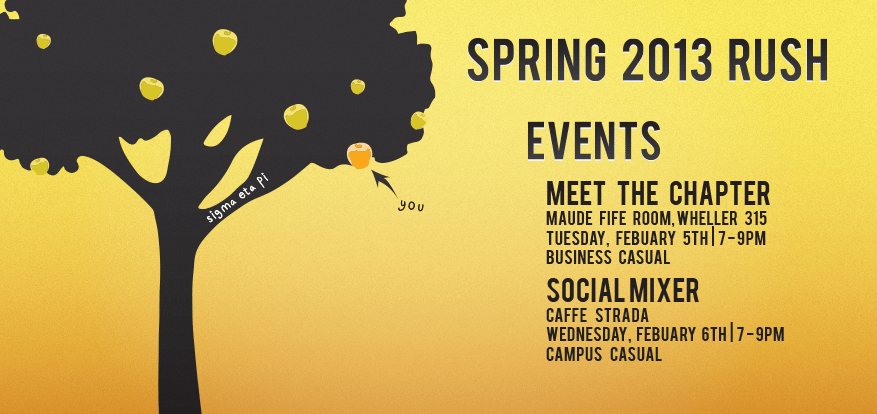 SPRING 2013 RUSH
EVENTS
MEET THE CHAPTER
MAUDE FIFE ROOM, WHELLER 315
TUESDAY, FEBUARY 5TH | 7-9PM
BUSINESS CASUAL
SOCIAL MIXER
CAFFE STRADA
WEDNESDAY, FEBUARY 6TH | 7-9PM
CAMPUS CASUAL
sigma eta pi
you